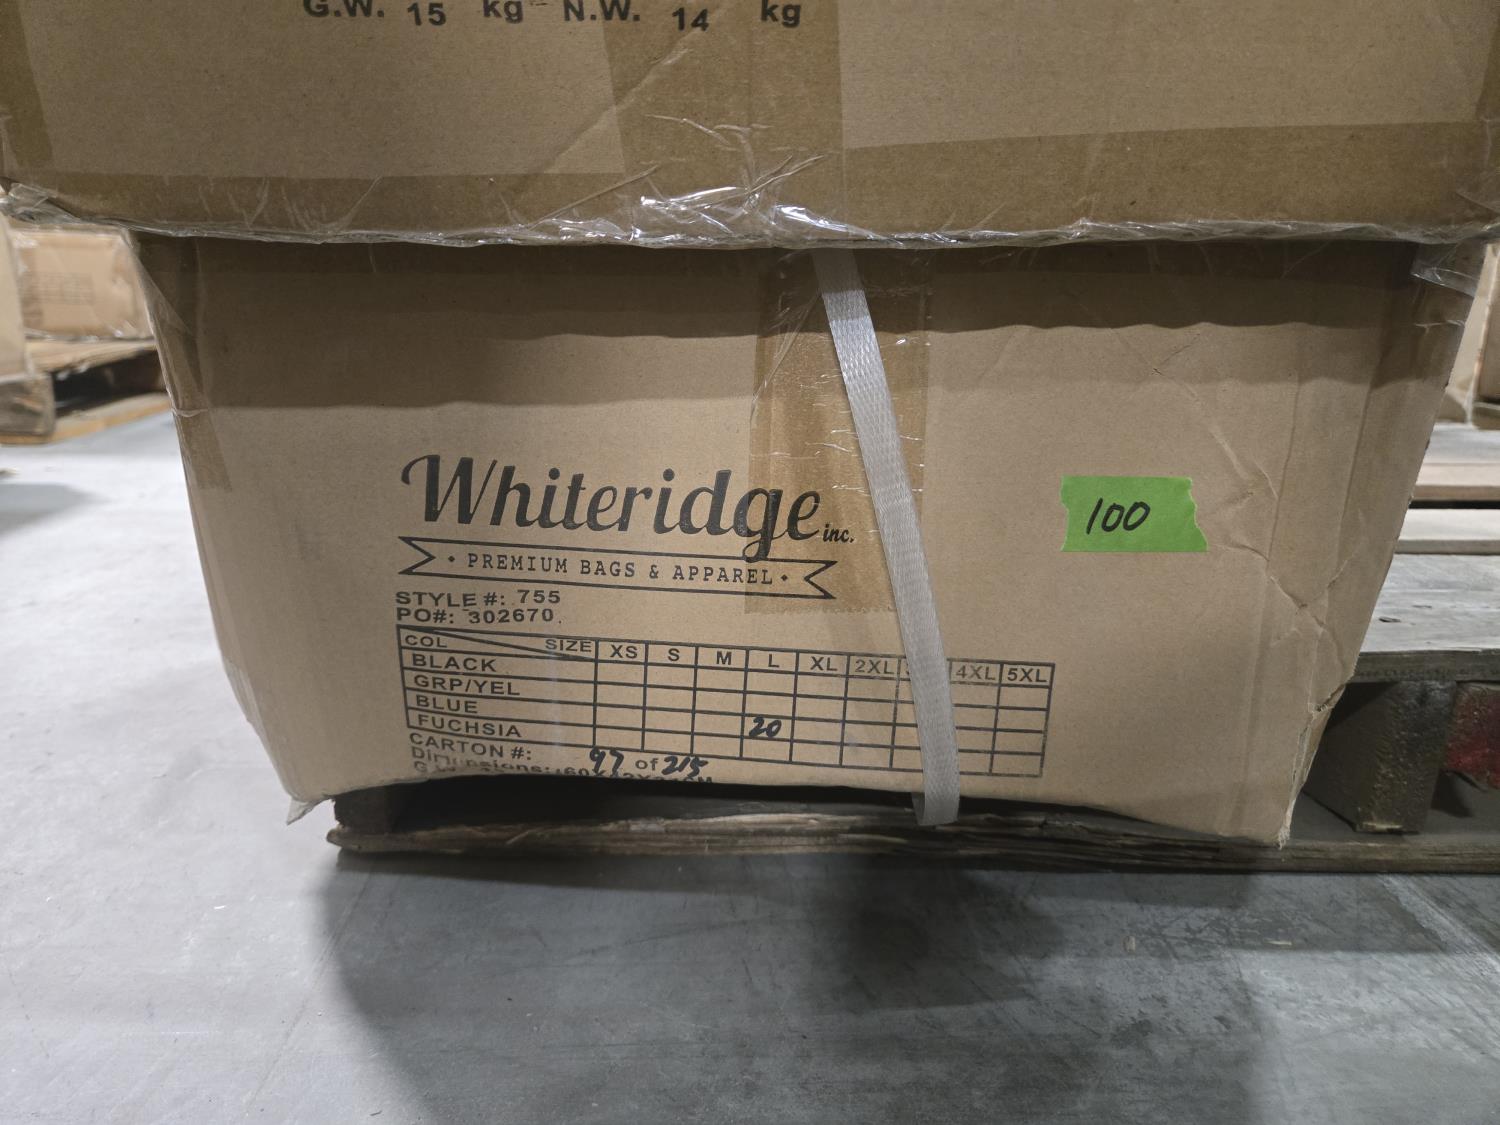 G.W. 15 kg N.W. 14 kg
Whiteridge inc.
• PREMIUM BAGS & APPAREL •
100
STYLE #: 755
PO#: 302670
COL SIZE XS S M L XL 2XL 4XL 5XL
BLACK
GRP/YEL
BLUE 20
FUCHSIA
CARTON #: 97 of 215
Dimensions: